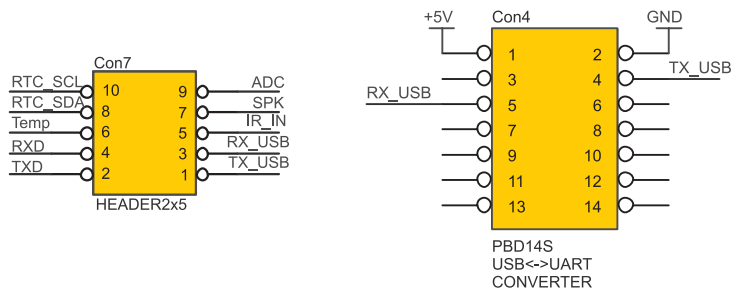 Con7
RTC_SCL 10 9 ADC
RTC_SDA 8 7 SPK
Temp 6 5 IR_IN
RXD 4 3 RX_USB
TXD 2 1 TX_USB
HEADER2x5
+5V Con4 GND
1 2
3 4 TX_USB
RX_USB 5 6
7 8
9 10
11 12
13 14
PBD14S
USB<->UART
CONVERTER